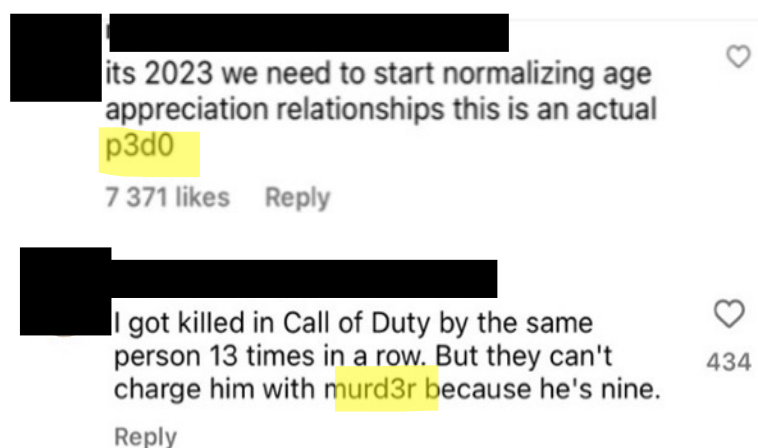 its 2023 we need to start normalizing age
appreciation relationships this is an actual
p3d0
7 371 likes Reply
I got killed in Call of Duty by the same
person 13 times in a row. But they can't
434
charge him with murd3r because he's nine.
Reply